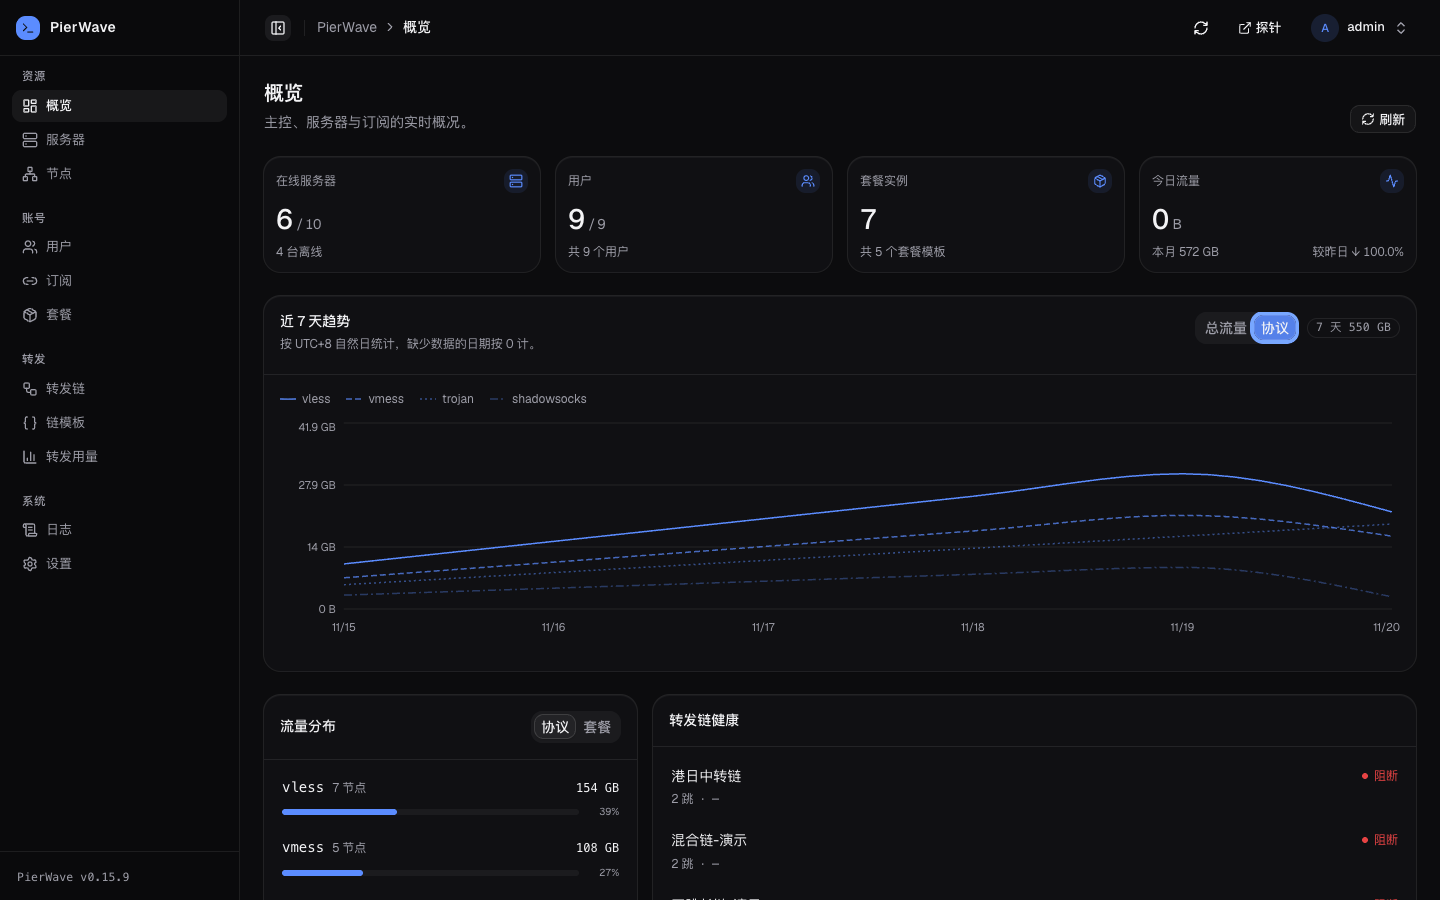 PierWave
资源
概览
服务器
节点
账号
用户
订阅
套餐
转发
转发链
链模板
转发用量
系统
日志
设置
PierWave v0.15.9
PierWave > 概览
探针
A admin
概览
主控、服务器与订阅的实时概况。
刷新
在线服务器
6 / 10
4 台离线
用户
9 / 9
共 9 个用户
套餐实例
7
共 5 个套餐模板
今日流量
0 B
本月 572 GB
较昨日 ↓ 100.0%
近 7 天趋势
按 UTC+8 自然日统计，缺少数据的日期按 0 计。
总流量 协议
7 天 550 GB
vless vmess trojan shadowsocks
41.9 GB
27.9 GB
14 GB
0 B
11/15 11/16 11/17 11/18 11/19 11/20
流量分布
协议 套餐
vless 7 节点 154 GB
39%
vmess 5 节点 108 GB
27%
转发链健康
港日中转链
阻断
2 跳 · —
混合链-演示
阻断
2 跳 · —